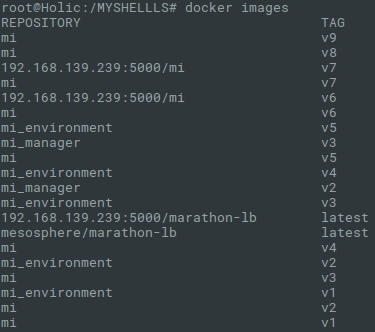 root@Holic:/MYSHELLLS# docker images
REPOSITORY TAG
mi v9
mi v8
192.168.139.239:5000/mi v7
mi v7
192.168.139.239:5000/mi v6
mi v6
mi_environment v5
mi_manager v3
mi v5
mi_environment v4
mi_manager v2
mi_environment v3
192.168.139.239:5000/marathon-lb latest
mesosphere/marathon-lb latest
mi v4
mi_environment v2
mi v3
mi_environment v1
mi v2
mi v1